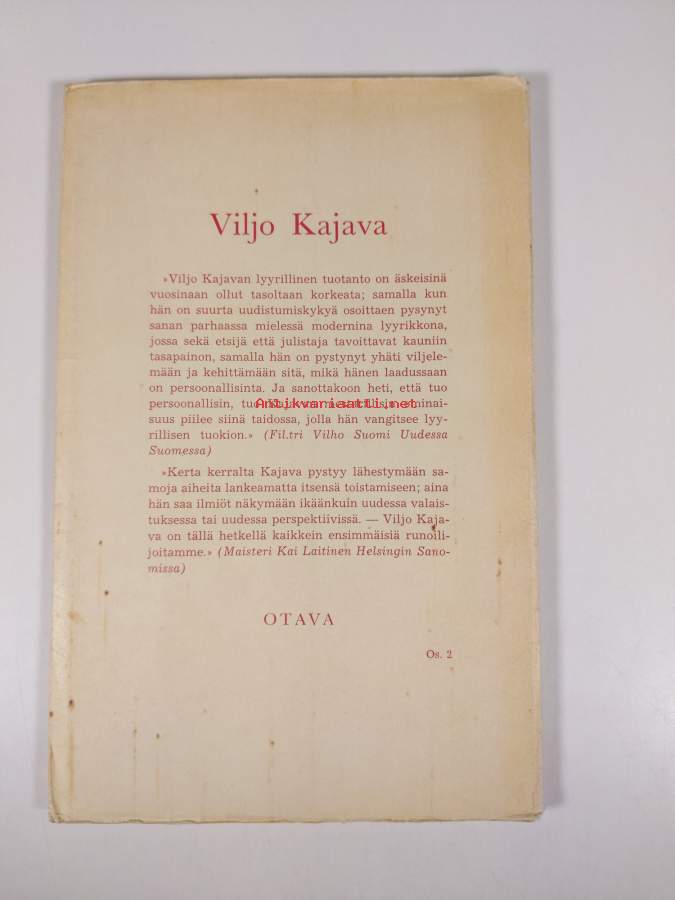 Viljo Kajava
»Viljo Kajavan lyyrillinen tuotanto on äskeisinä
vuosinaan ollut tasoltaan korkeata; samalla kun
hän on suurta uudistumiskykyä osoittaen pysynyt
sanan parhaassa mielessä modernina lyyrikkona,
jossa sekä etsijä että julistaja tavoittavat kauniin
tasapainon, samalla hän on pystynyt yhäti viljele-
mään ja kehittämään sitä, mikä hänen laadussaan
on persoonallisinta. Ja sanottakoon heti, että tuo
persoonallisin, ominai-
Antikvariaatti.net
suus piilee siinä taidossa, jolla hän vangitsee lyy-
rillisen tuokion.» (Fil.tri Vilho Suomi Uudessa
Suomessa)
»Kerta kerralta Kajava pystyy lähestymään sa-
moja aiheita lankeamatta itsensä toistamiseen; aina
hän saa ilmiöt näkymään ikäänkuin uudessa valais-
tuksessa tai uudessa perspektiivissä. — Viljo Kaja-
va on tällä hetkellä kaikkein ensimmäisiä runoili-
joitamme.» (Maisteri Kai Laitinen Helsingin Sano-
missa)
OTAVA
Os. 2